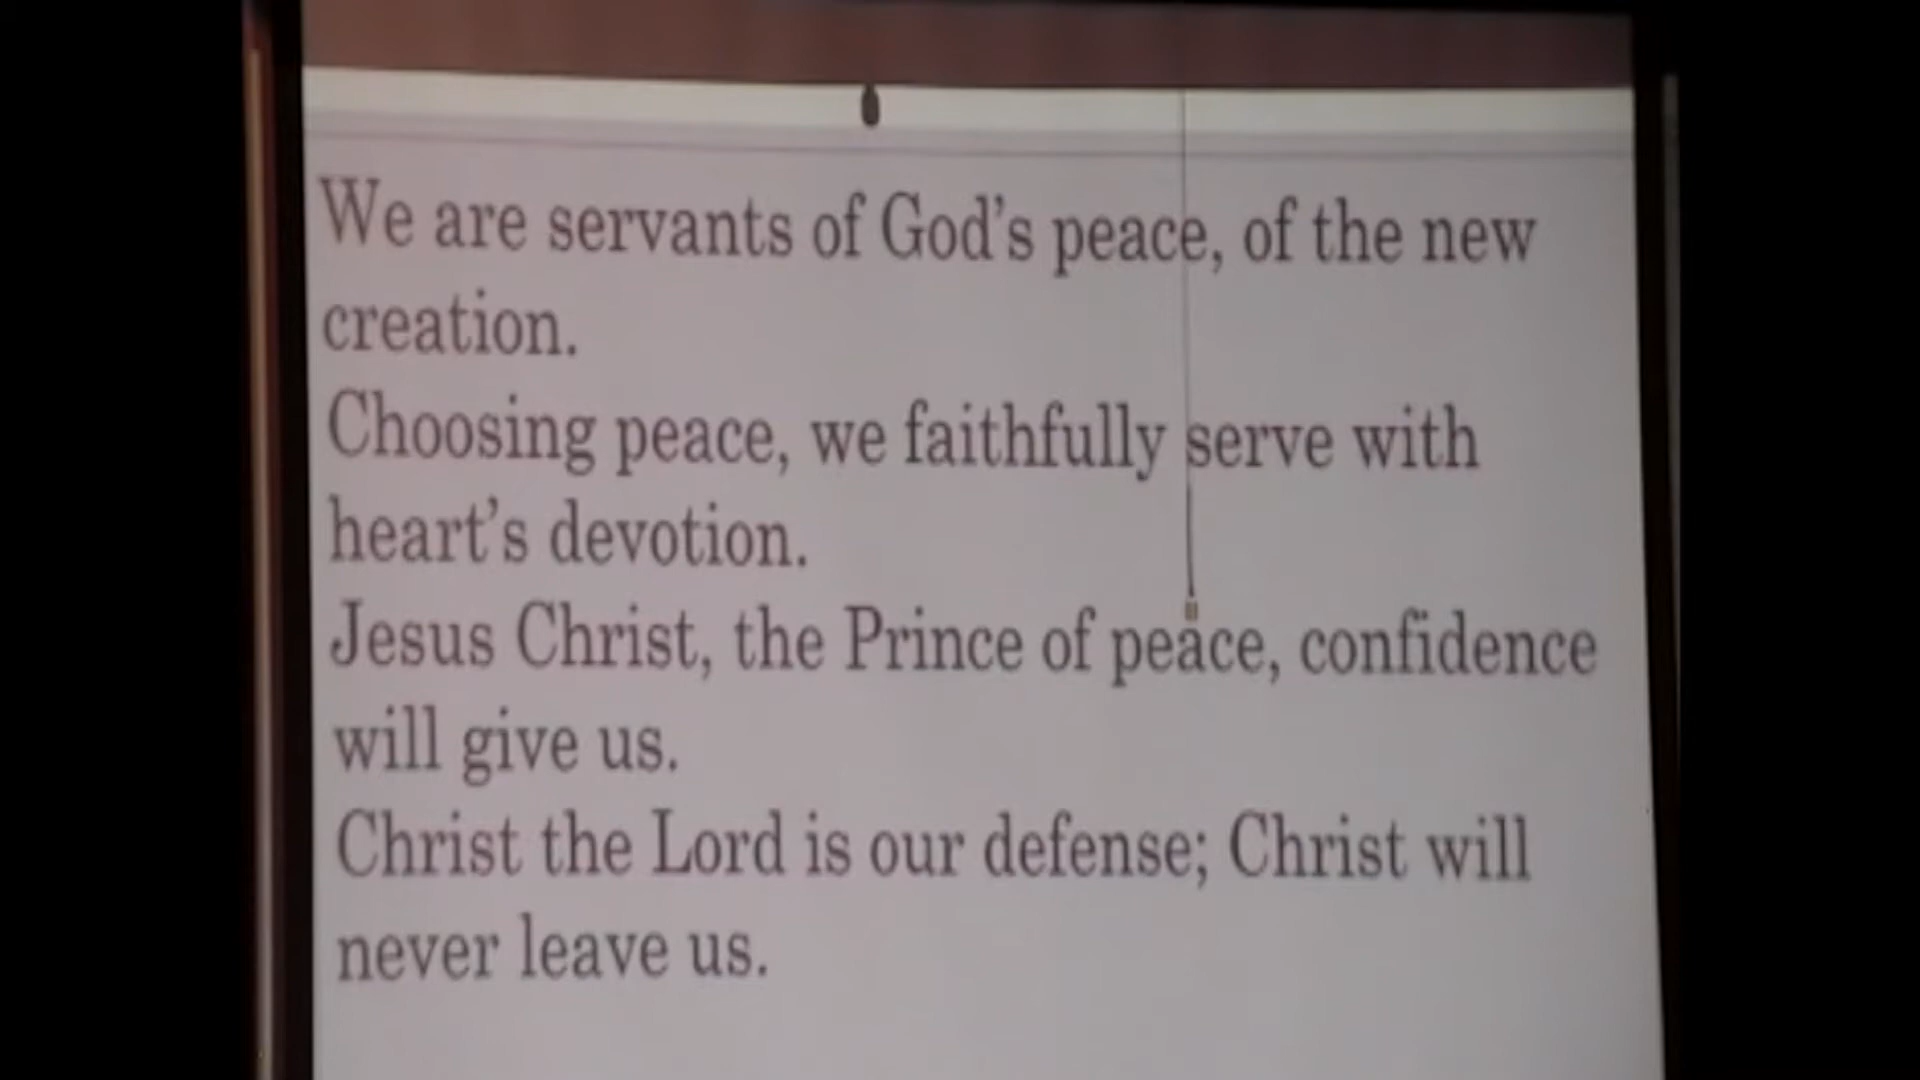 We are servants of God's peace, of the new
creation.
Choosing peace, we faithfully serve with
heart's devotion.
Jesus Christ, the Prince of peace, confidence
will give us.
Christ the Lord is our defense; Christ will
never leave us.